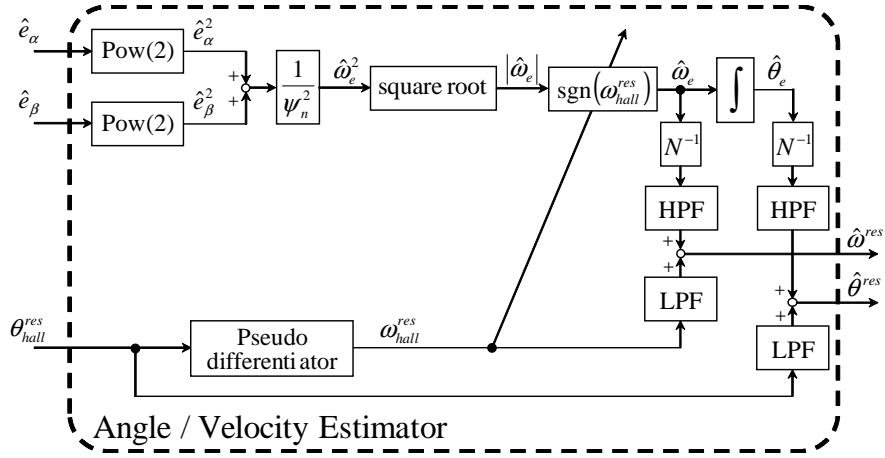 ê_α
Pow(2)
ê_α^2
+
+
1/ψ_n^2
ω̂_e^2
square root
|ω̂_e|
sgn(ω_hall^res)
ω̂_e
∫
θ̂_e
ê_β
Pow(2)
ê_β^2
N^-1
N^-1
HPF
HPF
+
+
ω̂^res
LPF
+
+
θ̂^res
θ_hall^res
Pseudo
differentiator
ω_hall^res
LPF
Angle / Velocity Estimator